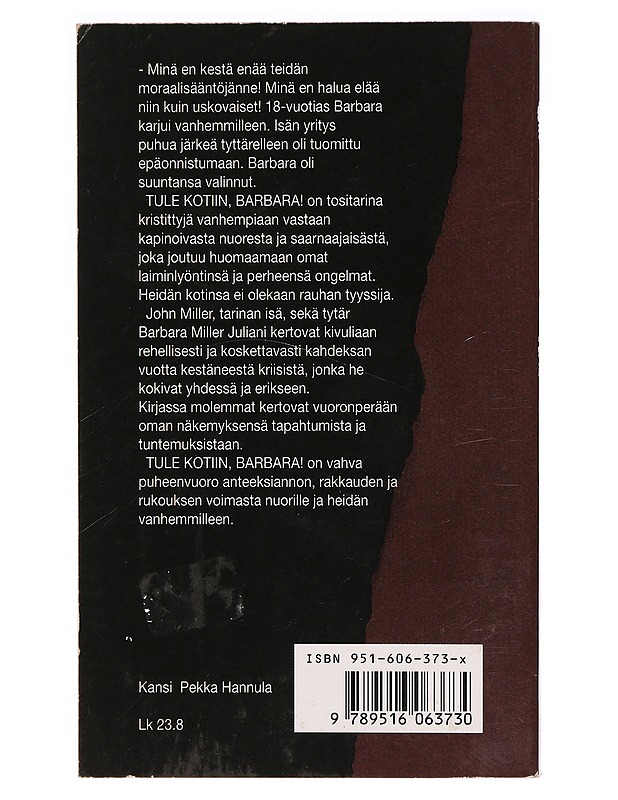 - Minä en kestä enää teidän
moraalisääntöjänne! Minä en halua elää
niin kuin uskovaiset! 18-vuotias Barbara
karjui vanhemmilleen. Isän yritys
puhua järkeä tyttärelleen oli tuomittu
epäonnistumaan. Barbara oli
suuntansa valinnut.
TULE KOTIIN, BARBARA! on tositarina
kristittyjä vanhempiaan vastaan
kapinoivasta nuoresta ja saarnaajaisästä,
joka joutuu huomaamaan omat
laiminlyöntinsä ja perheensä ongelmat.
Heidän kotinsa ei olekaan rauhan tyyssija.
John Miller, tarinan isä, sekä tytär
Barbara Miller Juliani kertovat kivuliaan
rehellisesti ja koskettavasti kahdeksan
vuotta kestäneestä kriisistä, jonka he
kokivat yhdessä ja erikseen.
Kirjassa molemmat kertovat vuoronperään
oman näkemyksensä tapahtumista ja
tuntemuksistaan.
TULE KOTIIN, BARBARA! on vahva
puheenvuoro anteeksiannon, rakkauden ja
rukouksen voimasta nuorille ja heidän
vanhemmilleen.
ISBN 951-606-373-x
9 789516 063730
Kansi Pekka Hannula
Lk 23.8